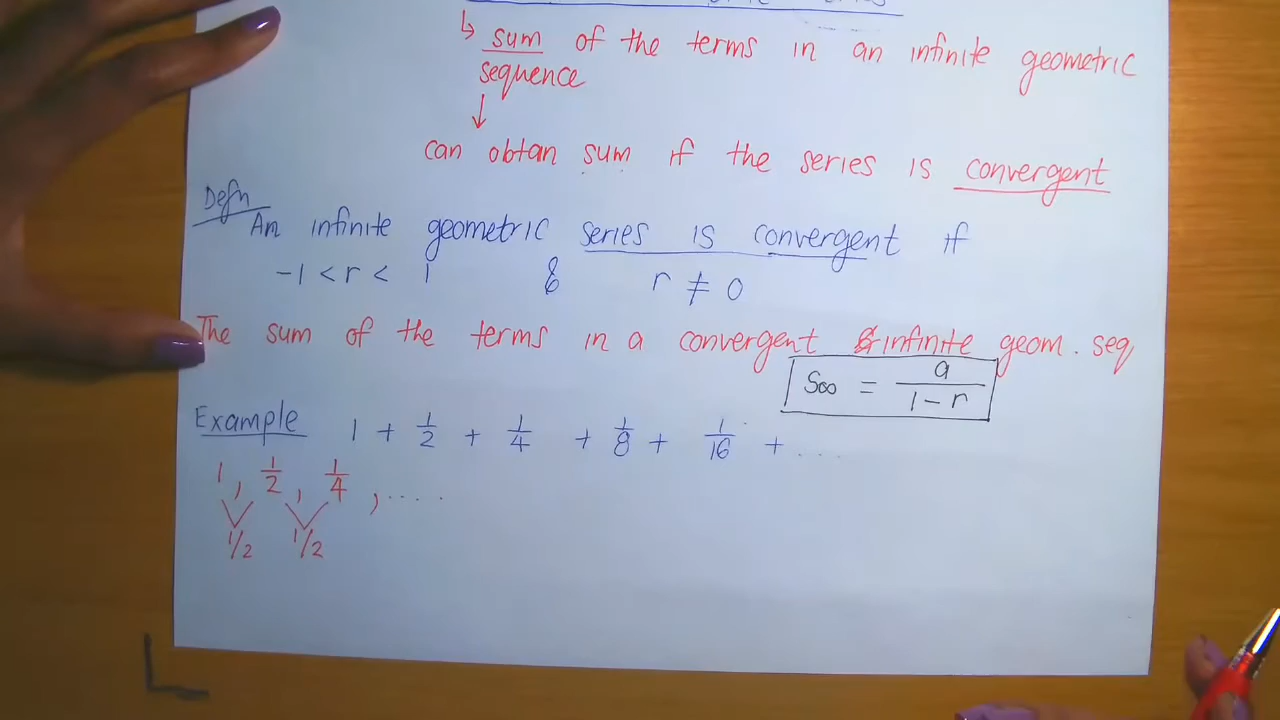 ↳ sum of the terms in an infinite geometric
sequence
↓
can obtan sum if the series is convergent
Defn
An infinite geometric series is convergent if
-1 < r < 1 & r ≠ 0
The sum of the terms in a convergent infinite geom. seq
S∞ = a/(1 - r)
Example 1 + 1/2 + 1/4 + 1/8 + 1/16 + ....
1, 1/2, 1/4, .....
1/2 1/2